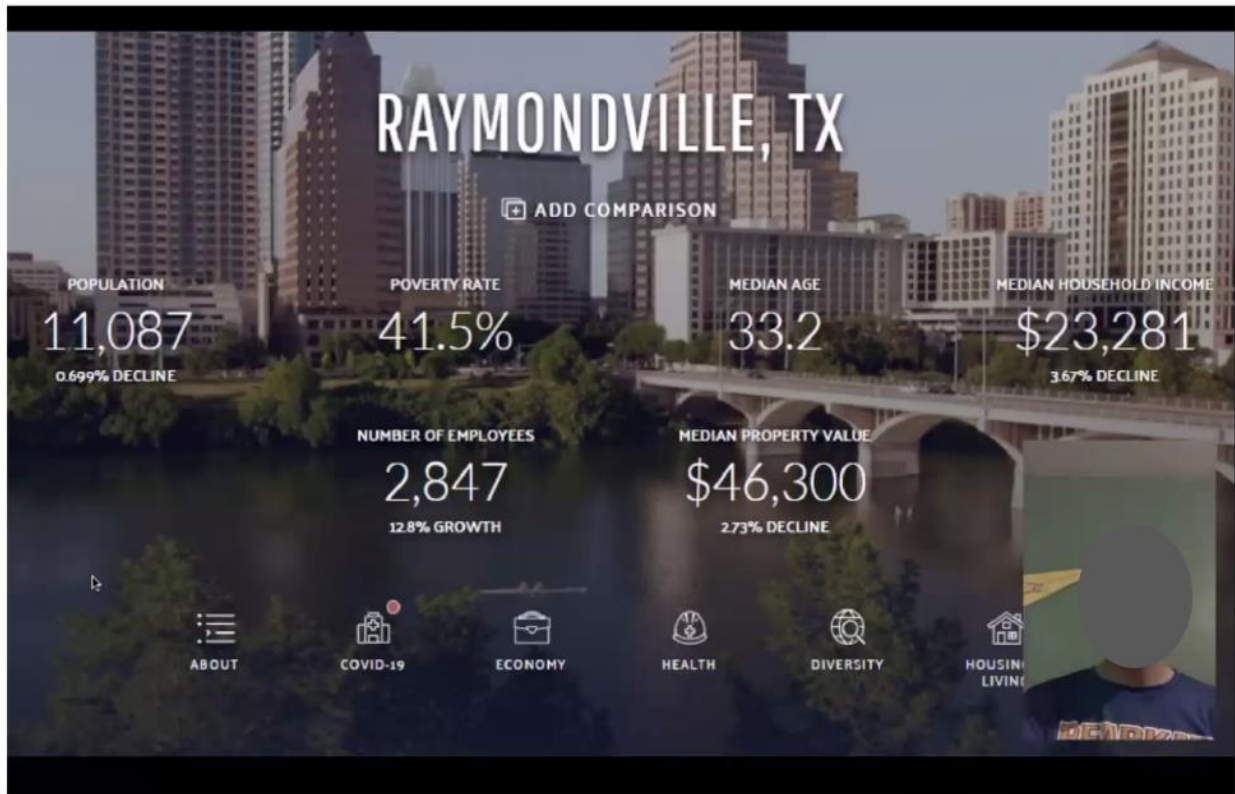 RAYMONDVILLE, TX
ADD COMPARISON
POPULATION
11,087
0.699% DECLINE
POVERTY RATE
41.5%
MEDIAN AGE
33.2
MEDIAN HOUSEHOLD INCOME
$23,281
3.67% DECLINE
NUMBER OF EMPLOYEES
2,847
12.8% GROWTH
MEDIAN PROPERTY VALUE
$46,300
2.73% DECLINE
ABOUT
COVID-19
ECONOMY
HEALTH
DIVERSITY
HOUSING